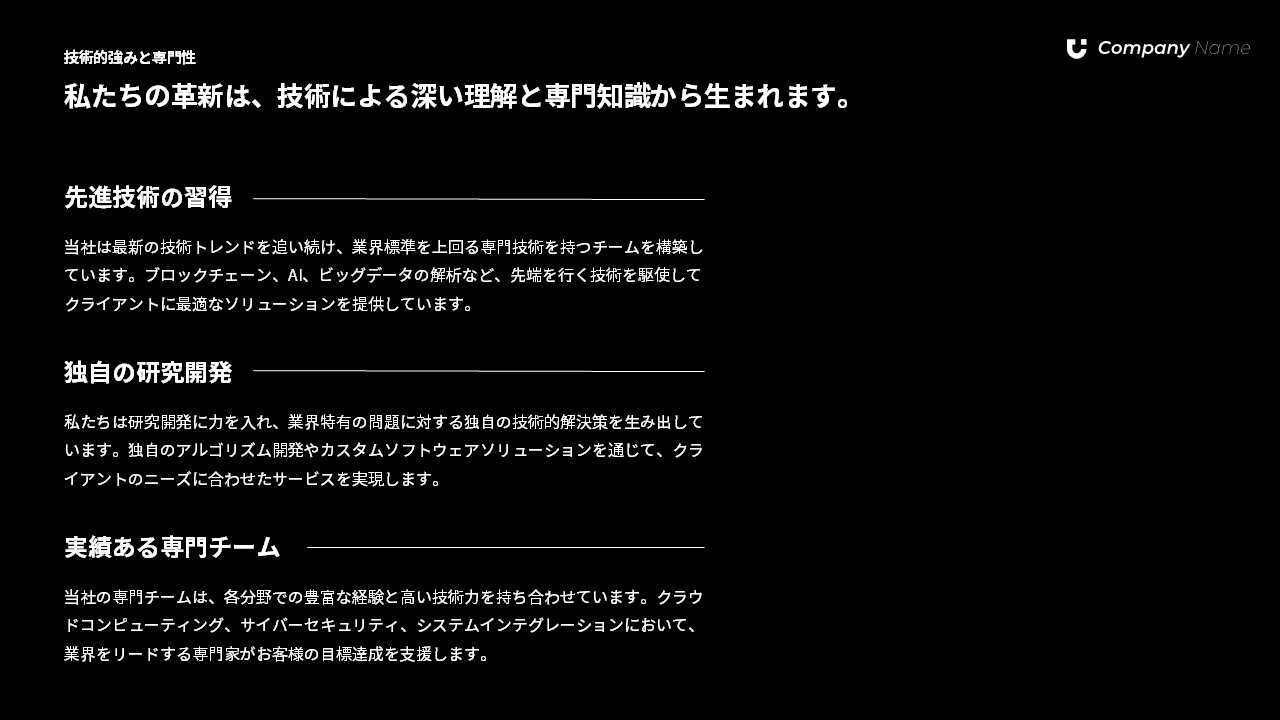 技術的強みと専門性
Company Name
私たちの革新は、技術による深い理解と専門知識から生まれます。
先進技術の習得
当社は最新の技術トレンドを追い続け、業界標準を上回る専門技術を持つチームを構築し
ています。ブロックチェーン、AI、ビッグデータの解析など、先端を行く技術を駆使して
クライアントに最適なソリューションを提供しています。
独自の研究開発
私たちは研究開発に力を入れ、業界特有の問題に対する独自の技術的解決策を生み出して
います。独自のアルゴリズム開発やカスタムソフトウェアソリューションを通じて、クラ
イアントのニーズに合わせたサービスを実現します。
実績ある専門チーム
当社の専門チームは、各分野での豊富な経験と高い技術力を持ち合わせています。クラウ
ドコンピューティング、サイバーセキュリティ、システムインテグレーションにおいて、
業界をリードする専門家がお客様の目標達成を支援します。